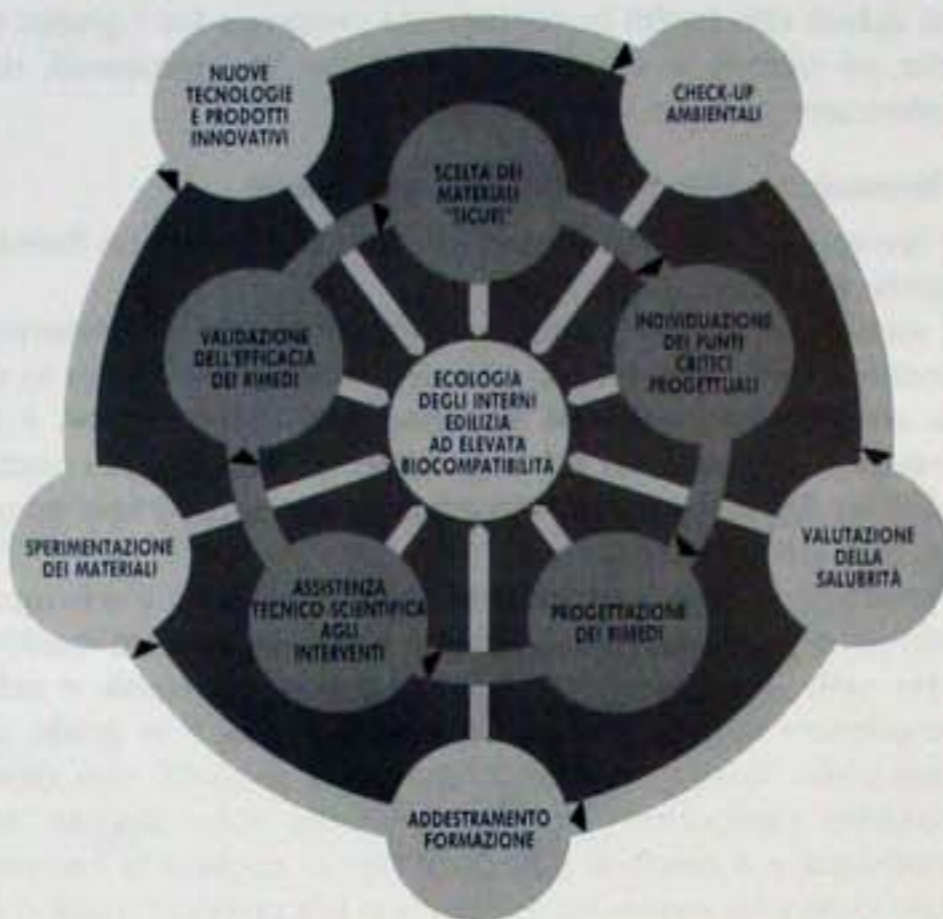 NUOVE
TECNOLOGIE
E PRODOTTI
INNOVATIVI
CHECK-UP
AMBIENTALI
SCELTA DEI
MATERIALI
"SICURI"
VALIDAZIONE
DELL'EFFICACIA
DEI RIMEDI
INDIVIDUAZIONE
DEI PUNTI
CRITICI
PROGETTUALI
ECOLOGIA
DEGLI INTERNI
EDILIZIA
AD ELEVATA
BIOCOMPATIBILITÀ
SPERIMENTAZIONE
DEI MATERIALI
VALUTAZIONE
DELLA
SALUBRITÀ
ASSISTENZA
TECNICO-SCIENTIFICA
AGLI
INTERVENTI
PROGETTAZIONE
DEI RIMEDI
ADDESTRAMENTO
FORMAZIONE